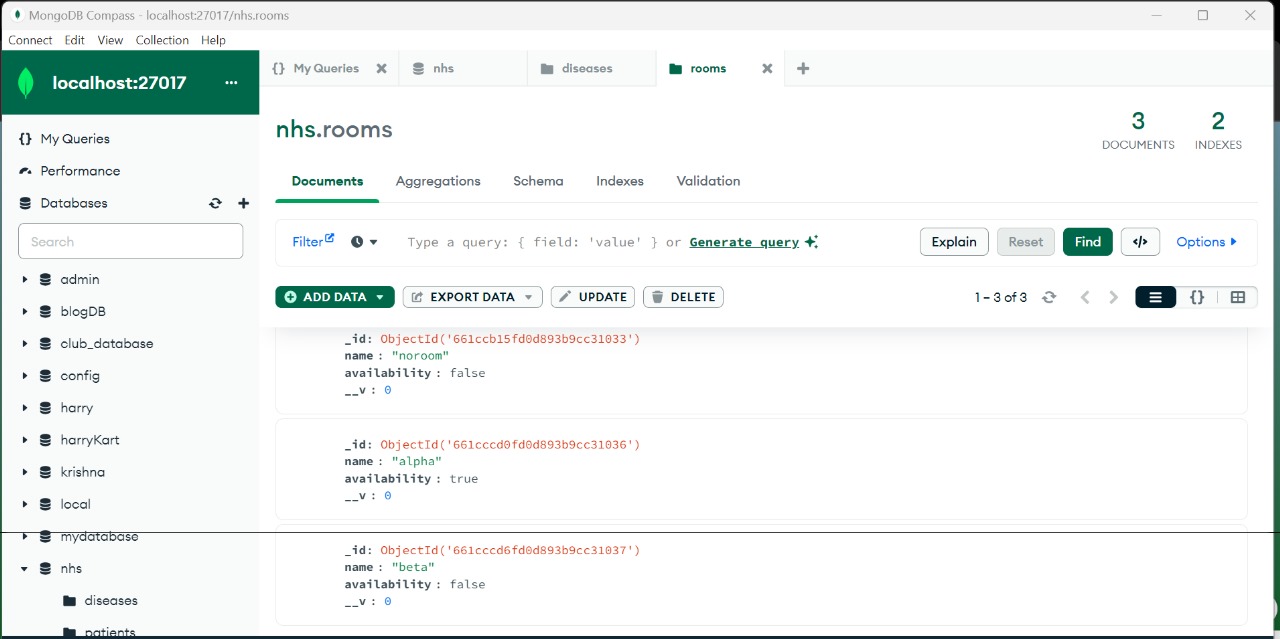 MongoDB Compass - localhost:27017/nhs.rooms
Connect Edit View Collection Help
localhost:27017 ...
My Queries
Performance
Databases
Search
admin
blogDB
club_database
config
harry
harryKart
krishna
local
mydatabase
nhs
diseases
patients
{} My Queries nhs diseases rooms
nhs.rooms
3 2
DOCUMENTS INDEXES
Documents Aggregations Schema Indexes Validation
Filter Type a query: { field: 'value' } or Generate query Explain Reset Find </> Options
ADD DATA EXPORT DATA UPDATE DELETE 1 – 3 of 3 {}
_id: ObjectId('661ccb15fd0d893b9cc31033')
name : "noroom"
availability : false
__v : 0
_id: ObjectId('661cccd0fd0d893b9cc31036')
name : "alpha"
availability : true
__v : 0
_id: ObjectId('661cccd6fd0d893b9cc31037')
name : "beta"
availability : false
__v : 0